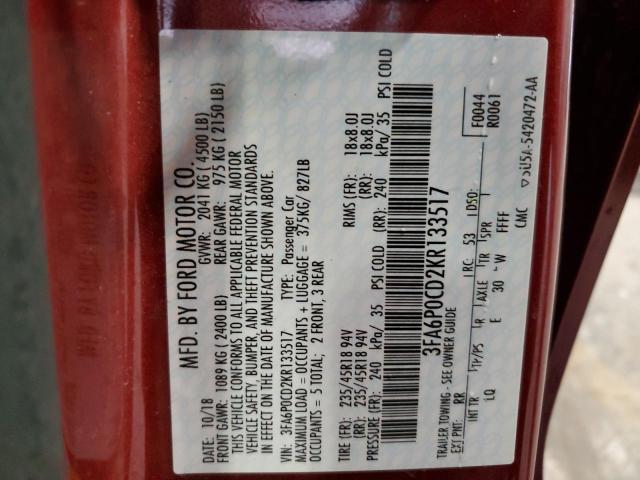 MFD. BY FORD MOTOR CO.
DATE: 10/18 GVWR: 2041 KG ( 4500 LB)
FRONT GAWR: 1089 KG ( 2400 LB) REAR GAWR: 975 KG ( 2150 LB)
THIS VEHICLE CONFORMS TO ALL APPLICABLE FEDERAL MOTOR
VEHICLE SAFETY, BUMPER, AND THEFT PREVENTION STANDARDS
IN EFFECT ON THE DATE OF MANUFACTURE SHOWN ABOVE.
VIN: 3FA6P0CD2KR133517 TYPE: Passenger Car
MAXIMUM LOAD = OCCUPANTS + LUGGAGE = 375KG/ 827LB
OCCUPANTS = 5 TOTAL; 2 FRONT, 3 REAR
TIRE (FR): 235/45R18 94V RIMS (FR): 18x8.0J
(RR): 235/45R18 94V (RR): 18x8.0J
PRESSURE (FR): 240 kPa/ 35 PSI COLD (RR): 240 kPa/ 35 PSI COLD
3FA6P0CD2KR133517
TRAILER TOWING - SEE OWNER GUIDE F0044
EXT PNT: RR RC: 53 DSO: R0061
INT TR TP/PS R AXLE TR SPR
LQ E 30 W FFFF
CMC 5U5A-5420472-AA